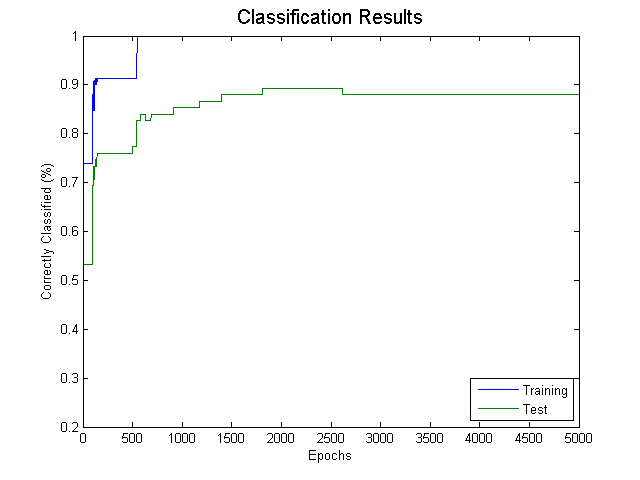 Classification Results
Correctly Classified (%)
1
0.9
0.8
0.7
0.6
0.5
0.4
0.3
0.2
Training
Test
0 500 1000 1500 2000 2500 3000 3500 4000 4500 5000
Epochs